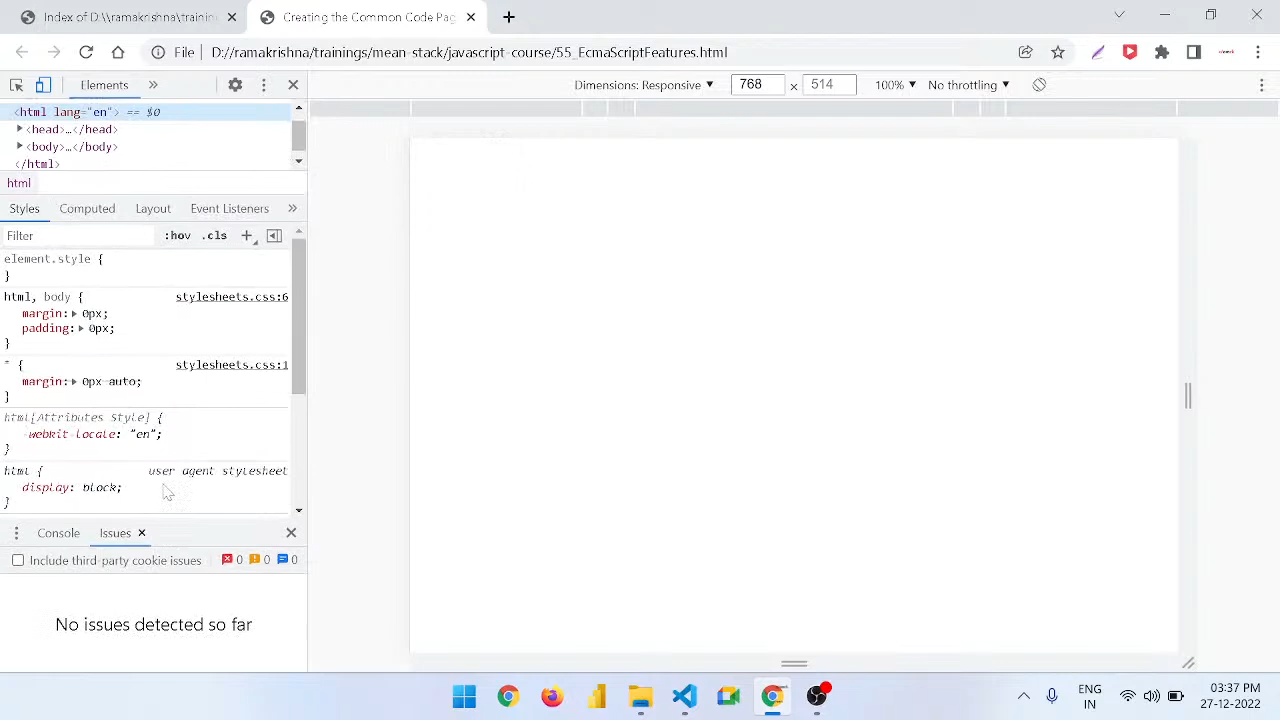 Index of D:\ramakrishna\trainin
Creating the Common Code Pag
File D://ramakrishna/trainings/mean-stack/javascript-course/55_EcmaScriptFeatures.html
Elements
Dimensions: Responsive 768 x 514 100% No throttling
<html lang="en"> == $0
<head>…</head>
<body>…</body>
</html>
html
Styles Computed Layout Event Listeners
Filter :hov .cls
element.style {
}
html, body { stylesheets.css:6
margin: 0px;
padding: 0px;
}
* { stylesheets.css:1
margin: 0px auto;
}
html[Attributes Style] {
-webkit-locale: "en";
}
html { user agent stylesheet
display: block;
}
Console Issues
Include third-party cookie issues 0 0 0
No issues detected so far
ENG
IN
03:37 PM
27-12-2022